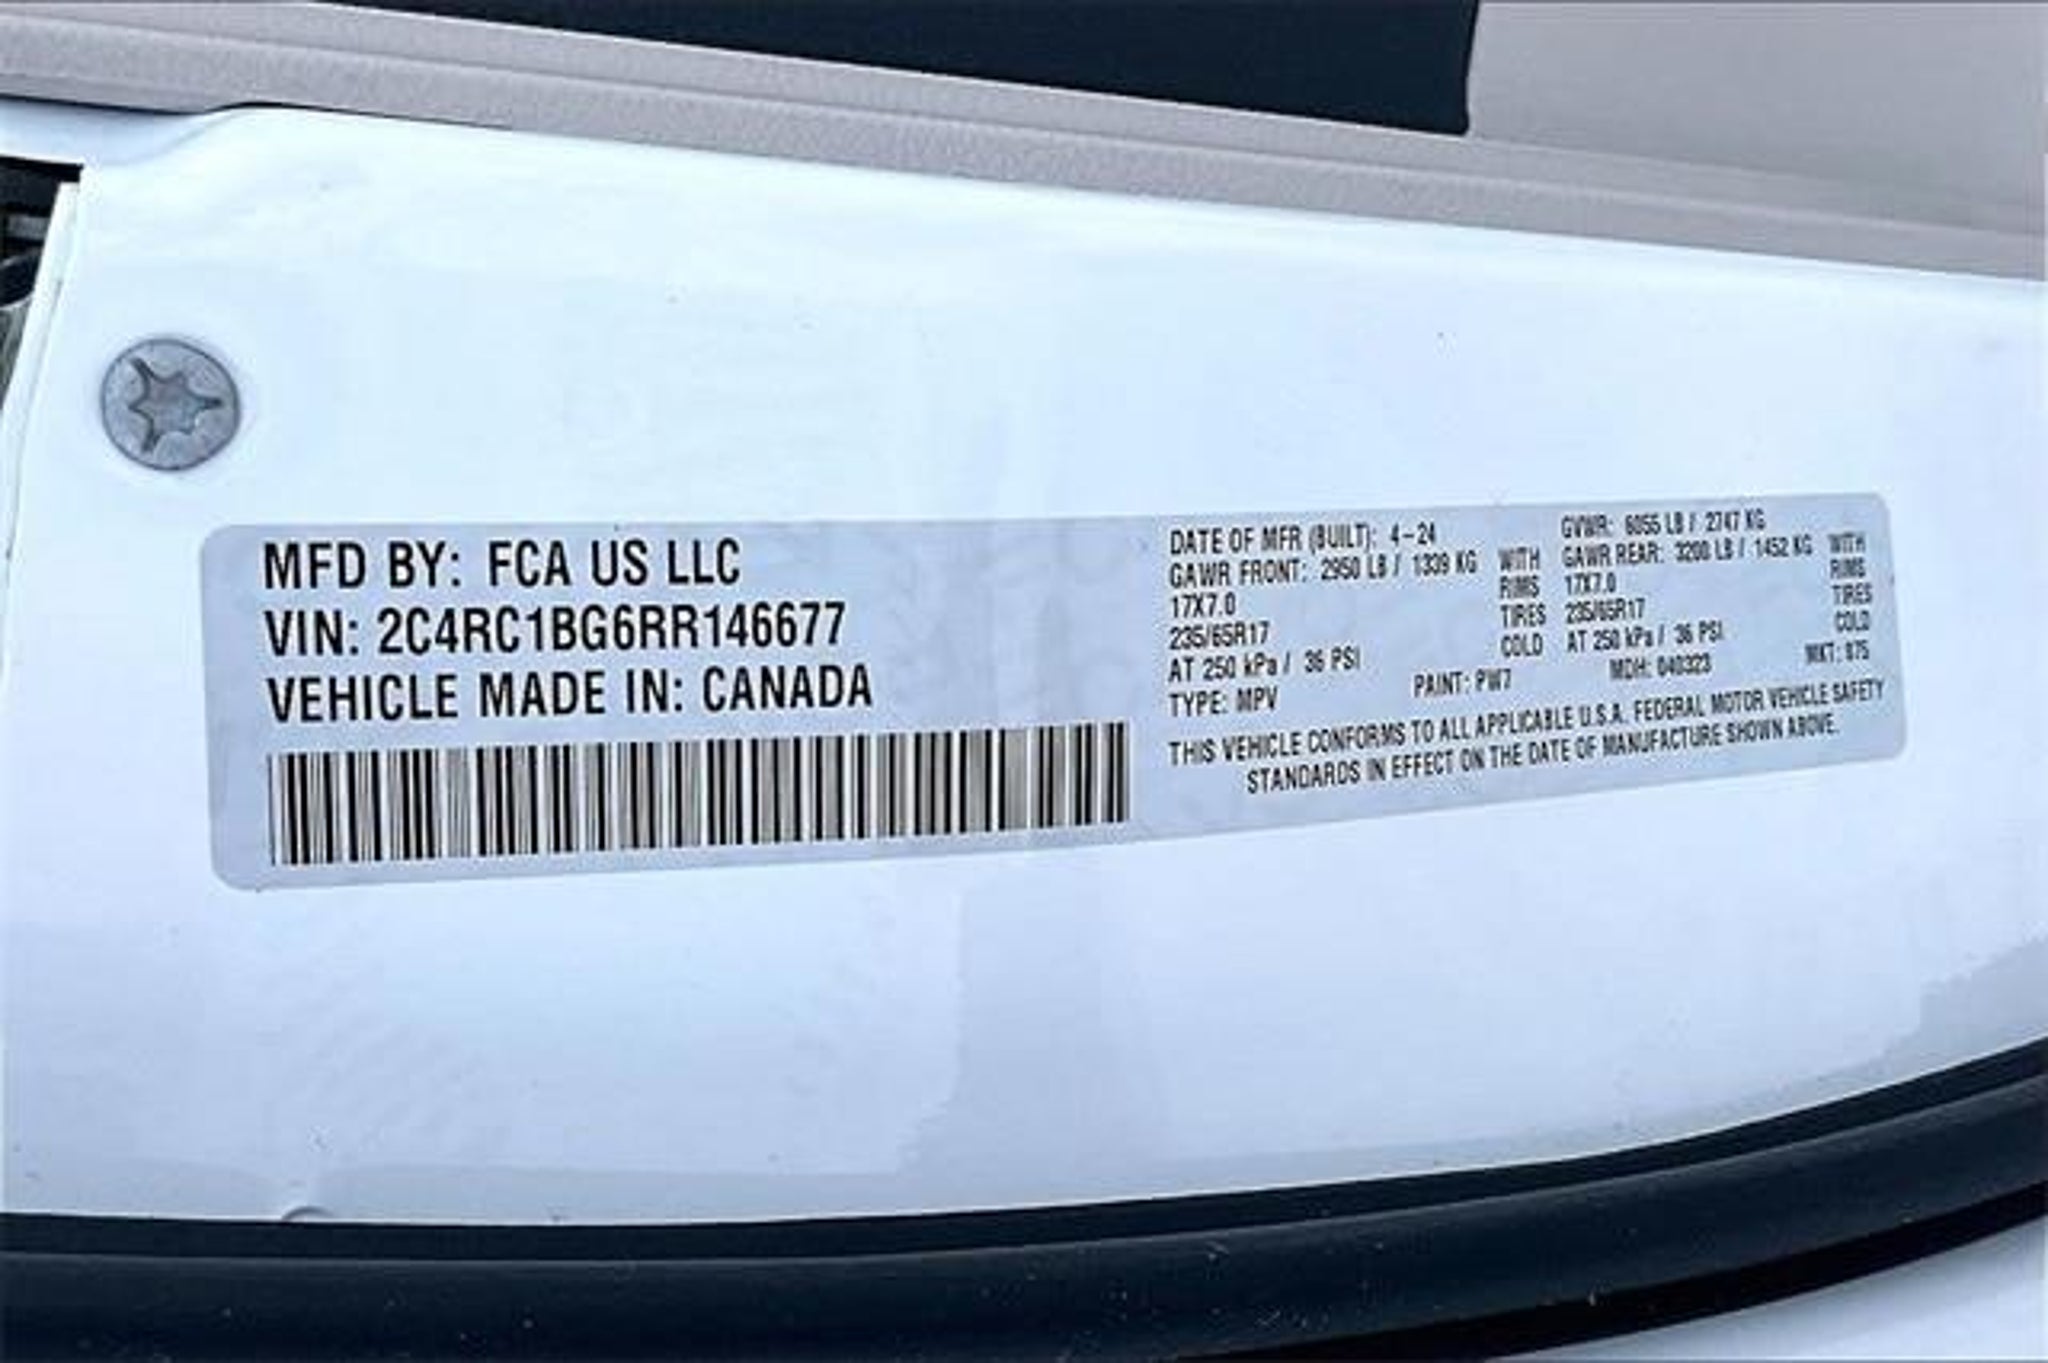 MFD BY: FCA US LLC
VIN: 2C4RC1BG6RR146677
VEHICLE MADE IN: CANADA
DATE OF MFR (BUILT): 4-24 GVWR: 6055 LB / 2747 KG
GAWR FRONT: 2950 LB / 1339 KG WITH GAWR REAR: 3200 LB / 1452 KG WITH
17X7.0 RIMS 17X7.0 RIMS
235/65R17 TIRES 235/65R17 TIRES
AT 250 kPa / 36 PSI COLD AT 250 kPa / 36 PSI COLD
TYPE: MPV PAINT: PW7 MDH: 040323 MKT: 875
THIS VEHICLE CONFORMS TO ALL APPLICABLE U.S.A. FEDERAL MOTOR VEHICLE SAFETY
STANDARDS IN EFFECT ON THE DATE OF MANUFACTURE SHOWN ABOVE.